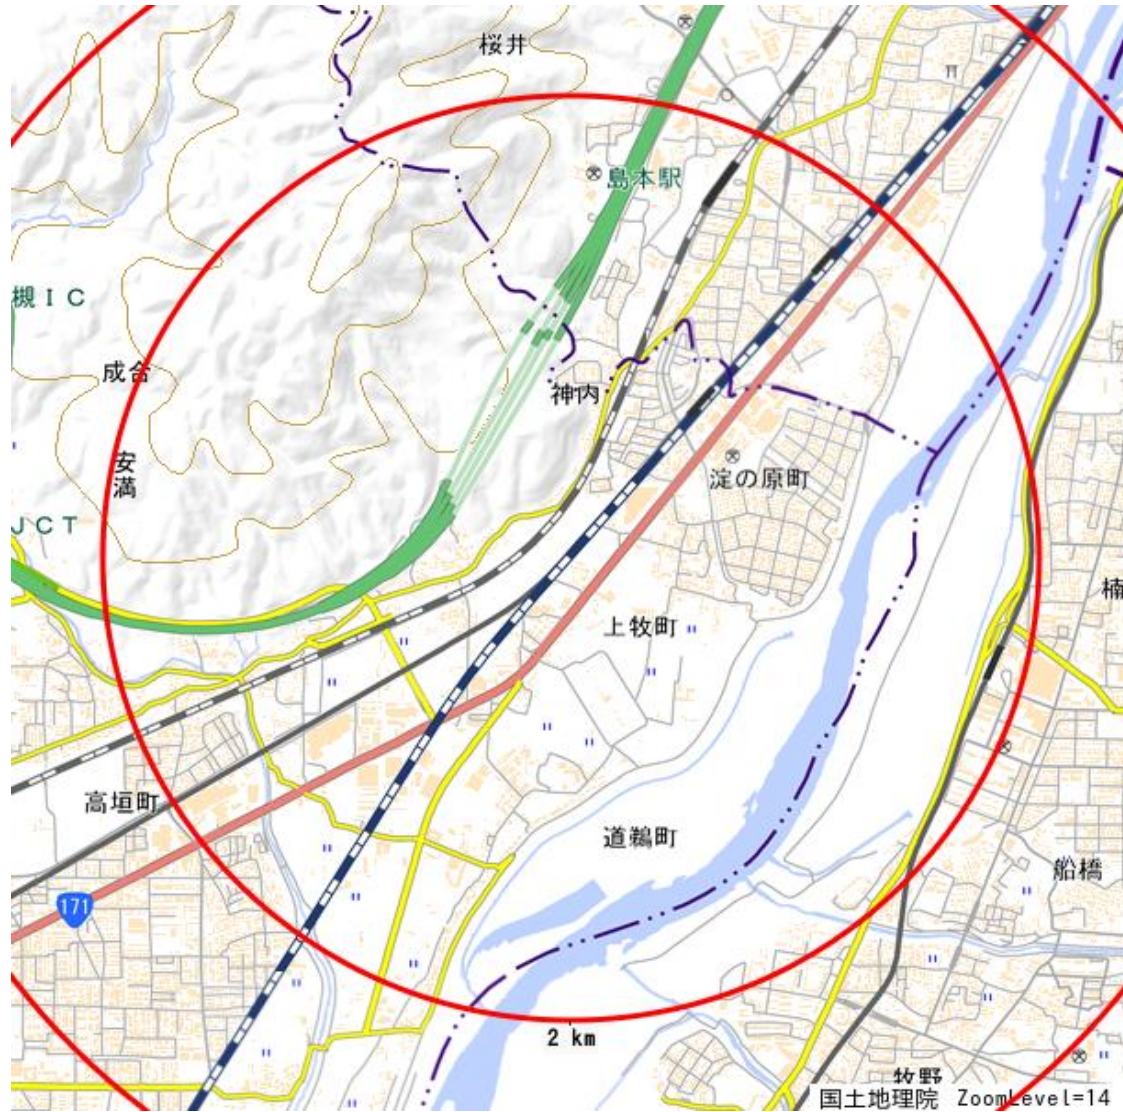 桜井
島本駅
槻IC
成合
神内
安満
淀の原町
JCT
楠
上牧町
高垣町
道鵜町
船橋
171
2 km
牧野
国土地理院 ZoomLevel=14